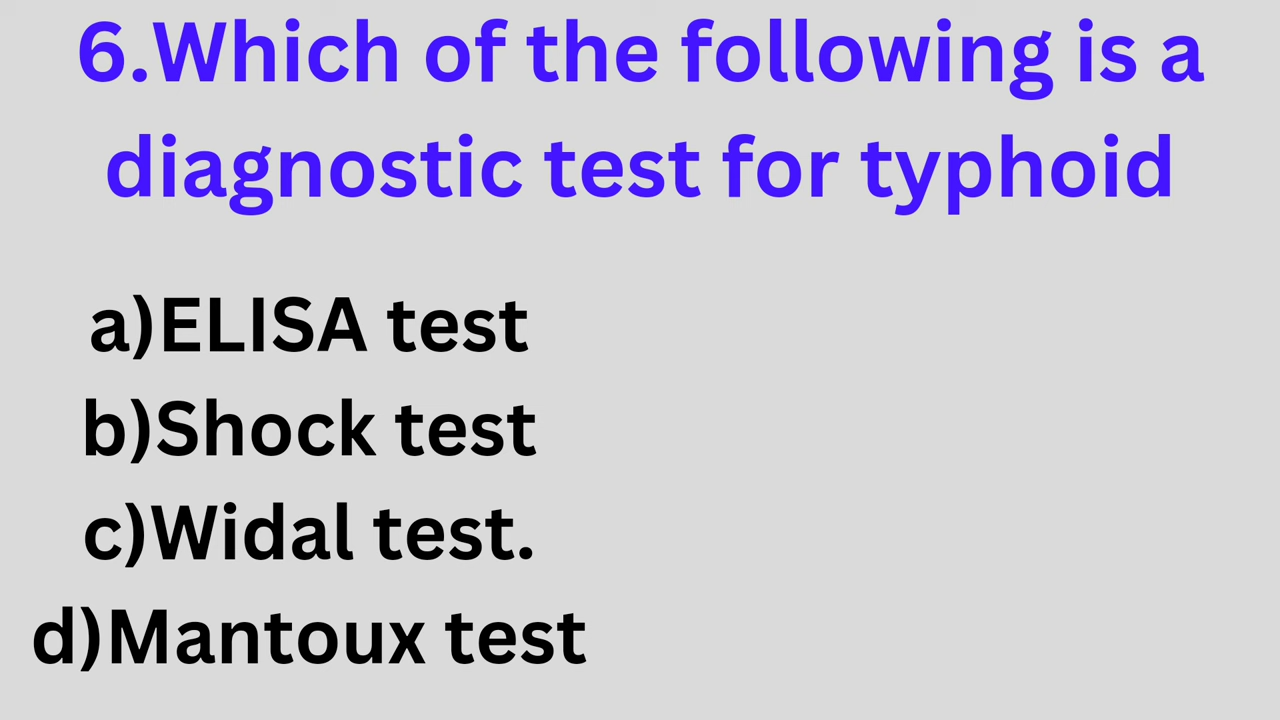 6.Which of the following is a
diagnostic test for typhoid
a)ELISA test
b)Shock test
c)Widal test.
d)Mantoux test